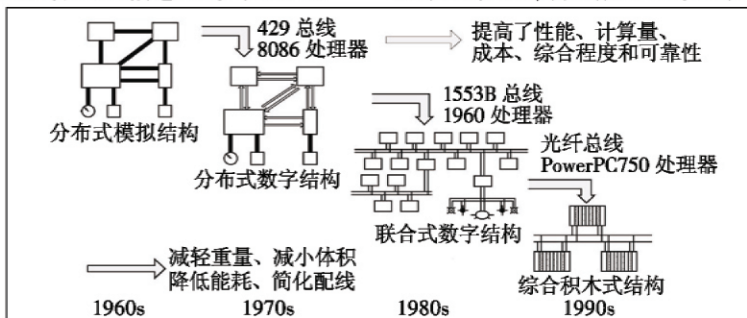 429 总线
8086 处理器
提高了性能、计算量、
成本、综合程度和可靠性
分布式模拟结构
1553B 总线
1960 处理器
分布式数字结构
光纤总线
PowerPC750 处理器
联合式数字结构
减轻重量、减小体积
降低能耗、简化配线
综合积木式结构
1960s
1970s
1980s
1990s